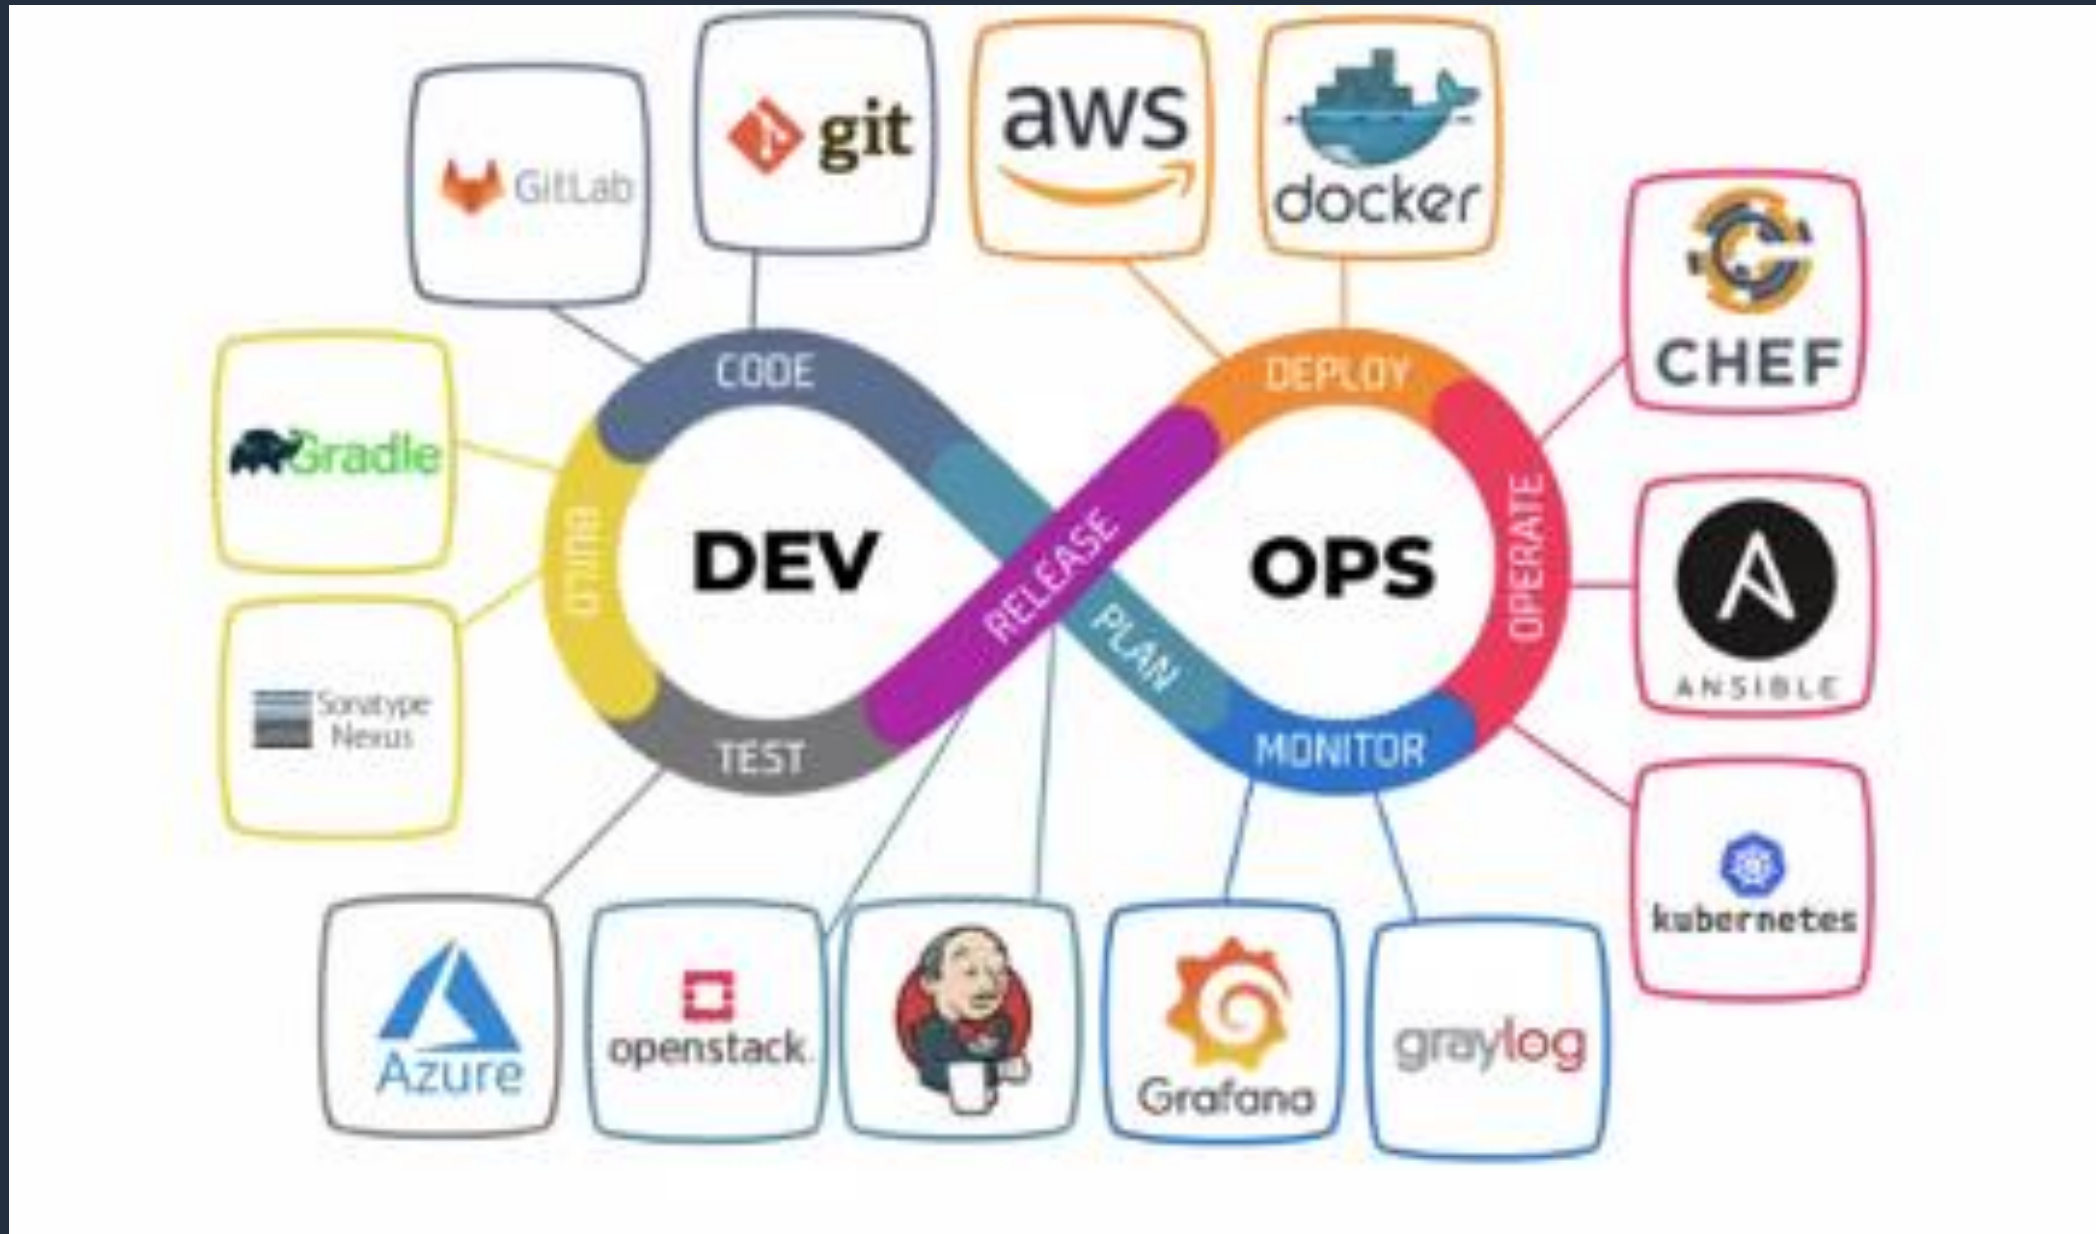 GitLab
git
aws
docker
CHEF
Gradle
CODE
DEPLOY
BUILD
DEV
RELEASE
OPS
OPERATE
ANSIBLE
Sonatype
Nexus
PLAN
TEST
MONITOR
kubernetes
Azure
openstack.
Grafana
graylog